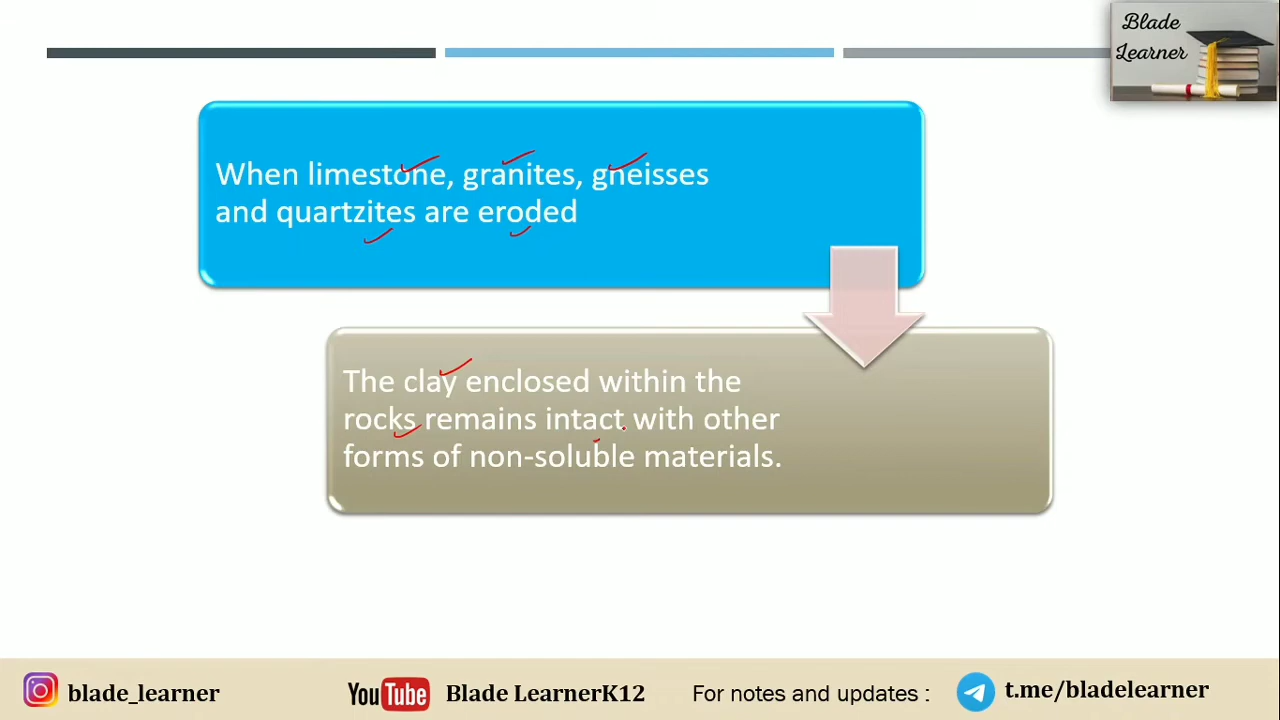 Blade
Learner
When limestone, granites, gneisses
and quartzites are eroded
The clay enclosed within the
rocks remains intact with other
forms of non-soluble materials.
blade_learner
YouTube Blade LearnerK12
For notes and updates :
t.me/bladelearner